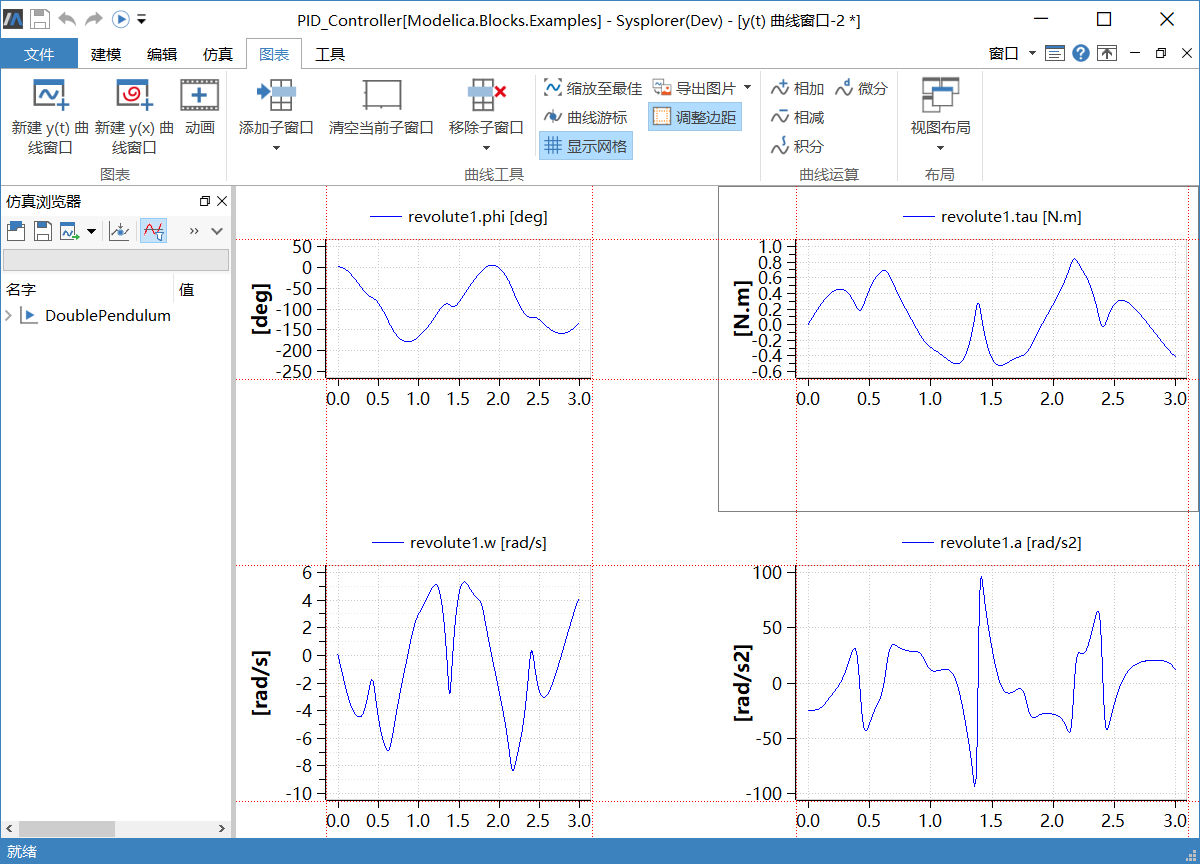 PID_Controller[Modelica.Blocks.Examples] - Sysplorer(Dev) - [y(t) 曲线窗口-2 *]
文件 建模 编辑 仿真 图表 工具 窗口
新建 y(t) 曲线窗口
新建 y(x) 曲线窗口
动画
图表
添加子窗口
清空当前子窗口
移除子窗口
缩放至最佳
曲线游标
显示网格
导出图片
调整边距
曲线工具
相加
微分
相减
积分
曲线运算
视图布局
布局
仿真浏览器
名字 值
DoublePendulum
revolute1.phi [deg]
[deg]
50
0
-50
-100
-150
-200
-250
0.0 0.5 1.0 1.5 2.0 2.5 3.0
revolute1.tau [N.m]
[N.m]
1.0
0.8
0.6
0.4
0.2
0.0
-0.2
-0.4
-0.6
0.0 0.5 1.0 1.5 2.0 2.5 3.0
revolute1.w [rad/s]
[rad/s]
6
4
2
0
-2
-4
-6
-8
-10
0.0 0.5 1.0 1.5 2.0 2.5 3.0
revolute1.a [rad/s2]
[rad/s2]
100
50
0
-50
-100
0.0 0.5 1.0 1.5 2.0 2.5 3.0
就绪